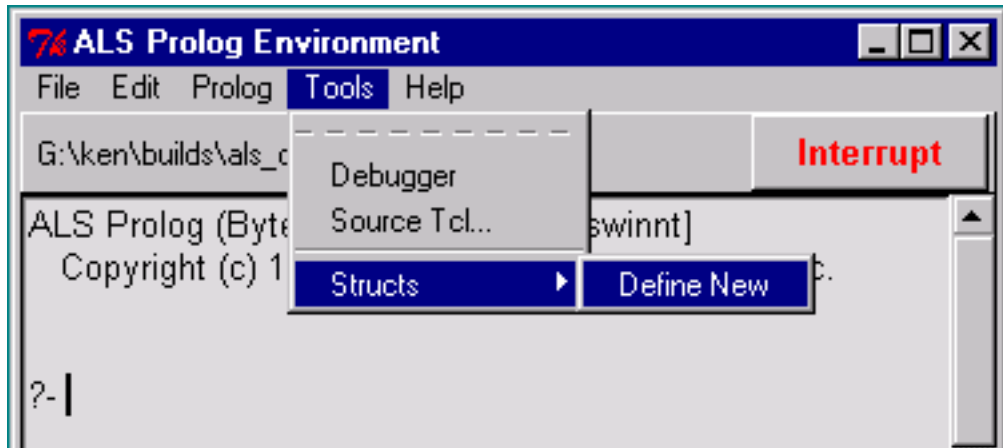 ALS Prolog Environment
File Edit Prolog Tools Help
G:\ken\builds\als_ Interrupt
Debugger
Source Tcl...
Structs Define New
ALS Prolog (Byte swinnt]
Copyright (c) 1 c.
?-